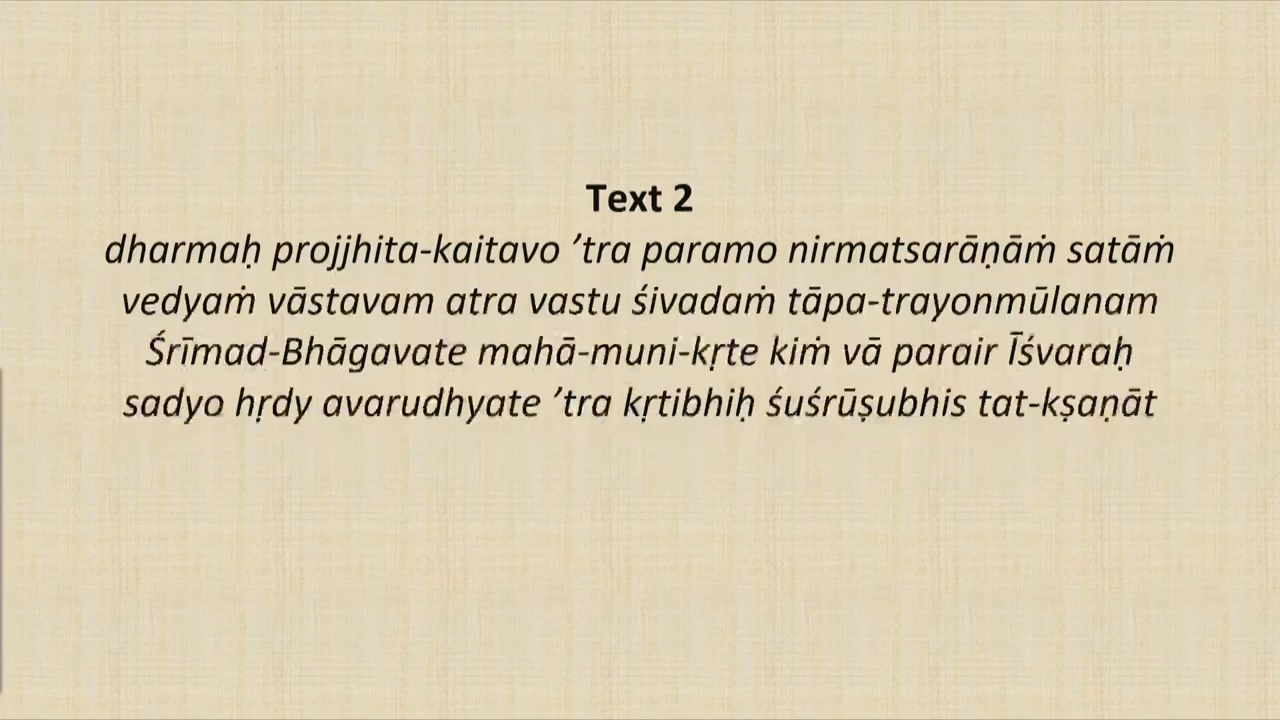 Text 2
dharmaḥ projjhita-kaitavo ’tra paramo nirmatsarāṇāṁ satāṁ
vedyaṁ vāstavam atra vastu śivadaṁ tāpa-trayonmūlanam
Śrīmad-Bhāgavate mahā-muni-kṛte kiṁ vā parair Īśvaraḥ
sadyo hṛdy avarudhyate ’tra kṛtibhiḥ śuśrūṣubhis tat-kṣaṇāt